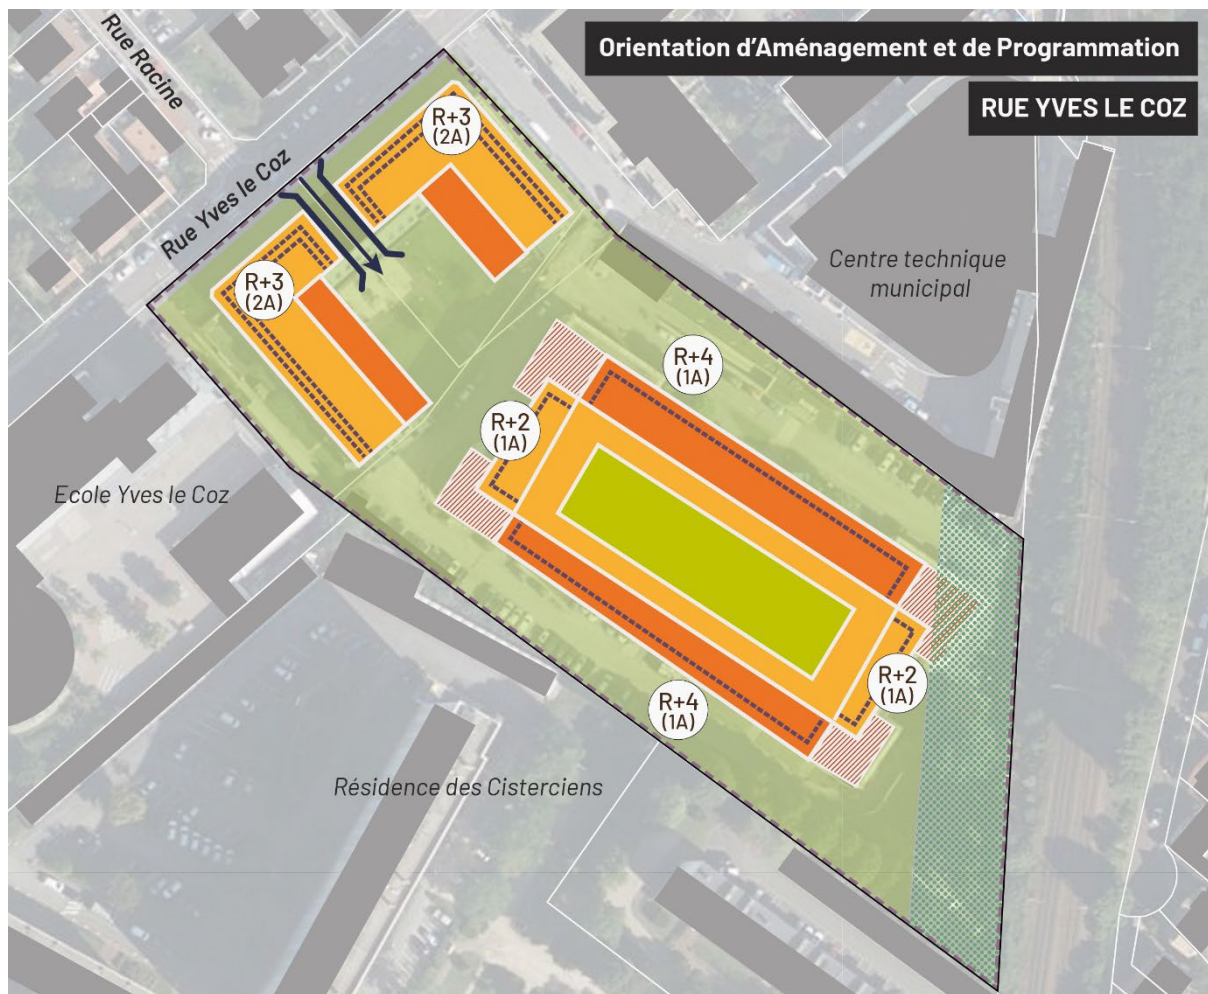 Orientation d’Aménagement et de Programmation
RUE YVES LE COZ
Rue Racine
Rue Yves le Coz
R+3
(2A)
R+3
(2A)
Centre technique
municipal
R+4
(1A)
R+2
(1A)
Ecole Yves le Coz
R+2
(1A)
R+4
(1A)
Résidence des Cisterciens